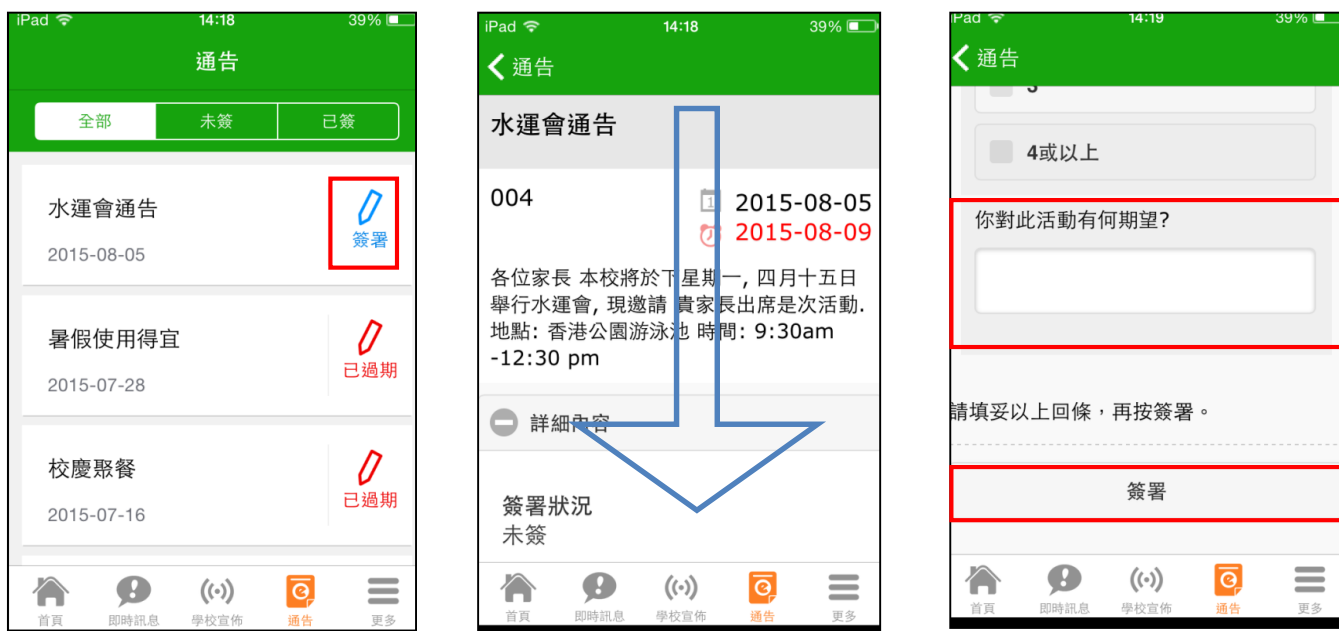 iPad 14:18 39%
通告
全部 未簽 已簽
水運會通告
2015-08-05
簽署
暑假使用得宜
2015-07-28
已過期
校慶聚餐
2015-07-16
已過期
首頁 即時訊息 學校宣佈 通告 更多
iPad 14:18 39%
通告
水運會通告
004
1 2015-08-05
2015-08-09
各位家長 本校將於下星期一, 四月十五日
舉行水運會, 現邀請 貴家長出席是次活動.
地點: 香港公園游泳池 時間: 9:30am
-12:30 pm
詳細內容
簽署狀況
未簽
首頁 即時訊息 學校宣佈 通告 更多
iPad 14:19 39%
通告
3
4或以上
你對此活動有何期望?
請填妥以上回條，再按簽署。
簽署
首頁 即時訊息 學校宣佈 通告 更多